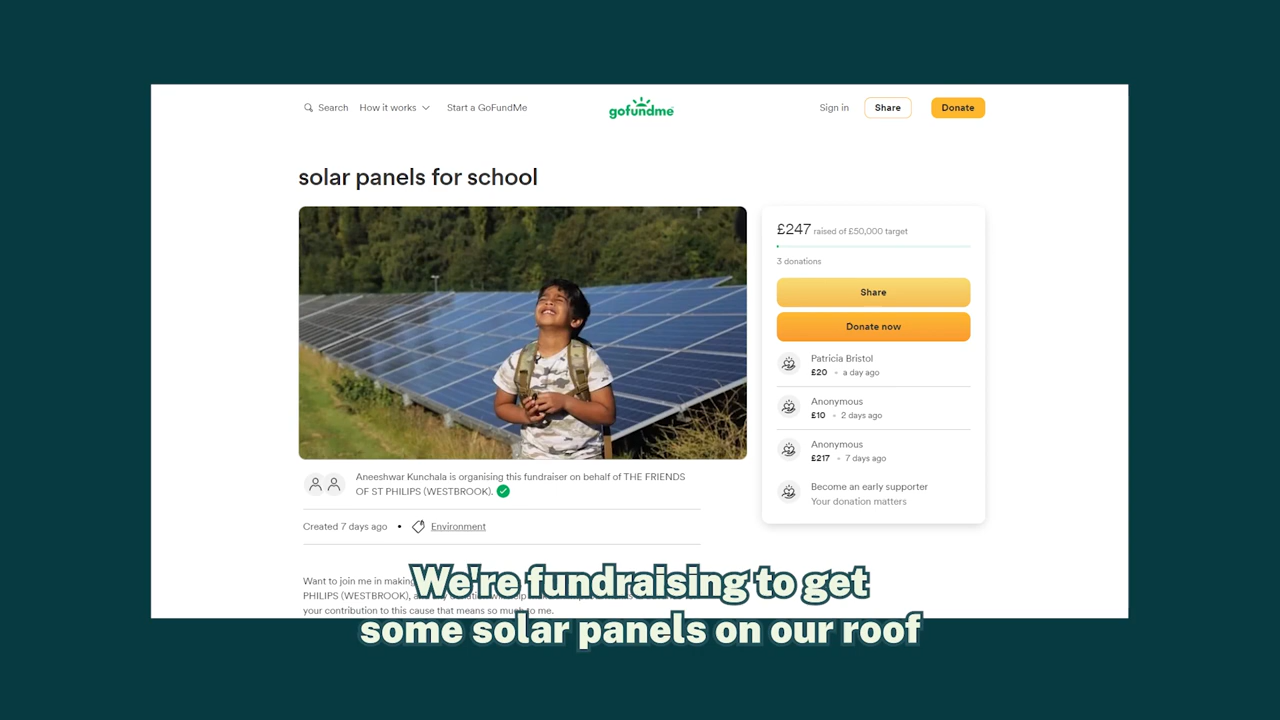 Search How it works Start a GoFundMe gofundme Sign in Share Donate
solar panels for school
£247 raised of £50,000 target
3 donations
Share
Donate now
Patricia Bristol
£20 • a day ago
Anonymous
£10 • 2 days ago
Anonymous
£217 • 7 days ago
Become an early supporter
Your donation matters
Aneeshwar Kunchala is organising this fundraiser on behalf of THE FRIENDS
OF ST PHILIPS (WESTBROOK).
Created 7 days ago • Environment
Want to join me in making
PHILIPS (WESTBROOK), a
your contribution to this cause that means so much to me.
We're fundraising to get
some solar panels on our roof